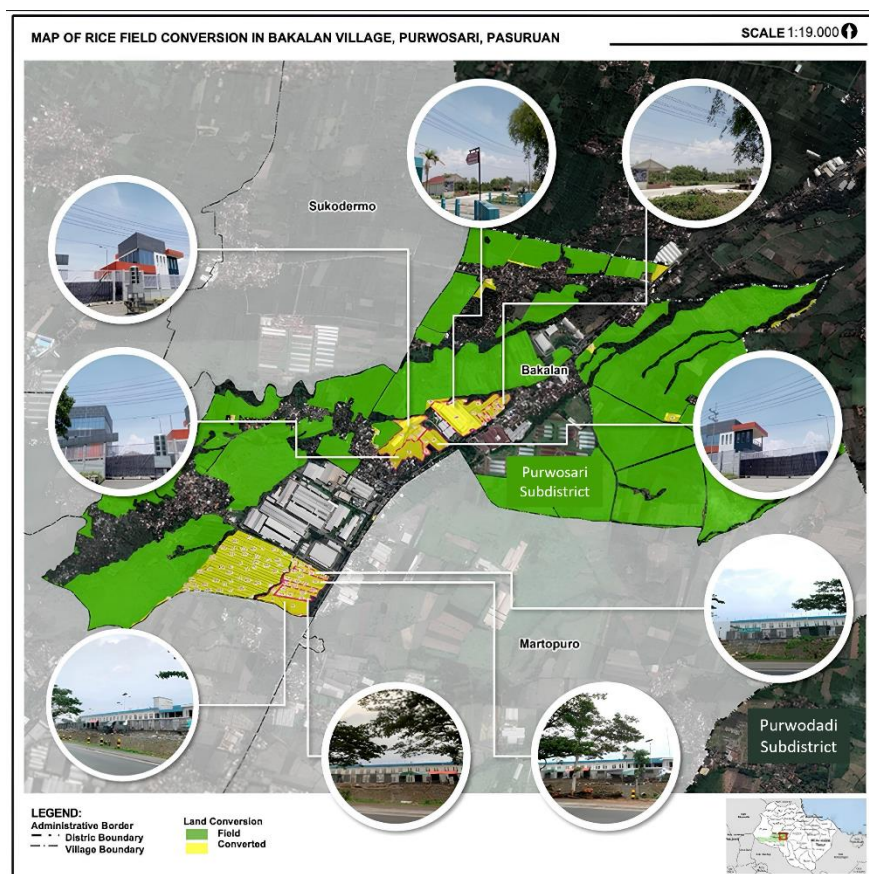 MAP OF RICE FIELD CONVERSION IN BAKALAN VILLAGE, PURWOSARI, PASURUAN
SCALE 1:19.000
Sukodermo
Bakalan
Purwosari
Subdistrict
Martopuro
Purwodadi
Subdistrict
LEGEND:
Administrative Border
Distric Boundary
Village Boundary
Land Conversion
Field
Converted